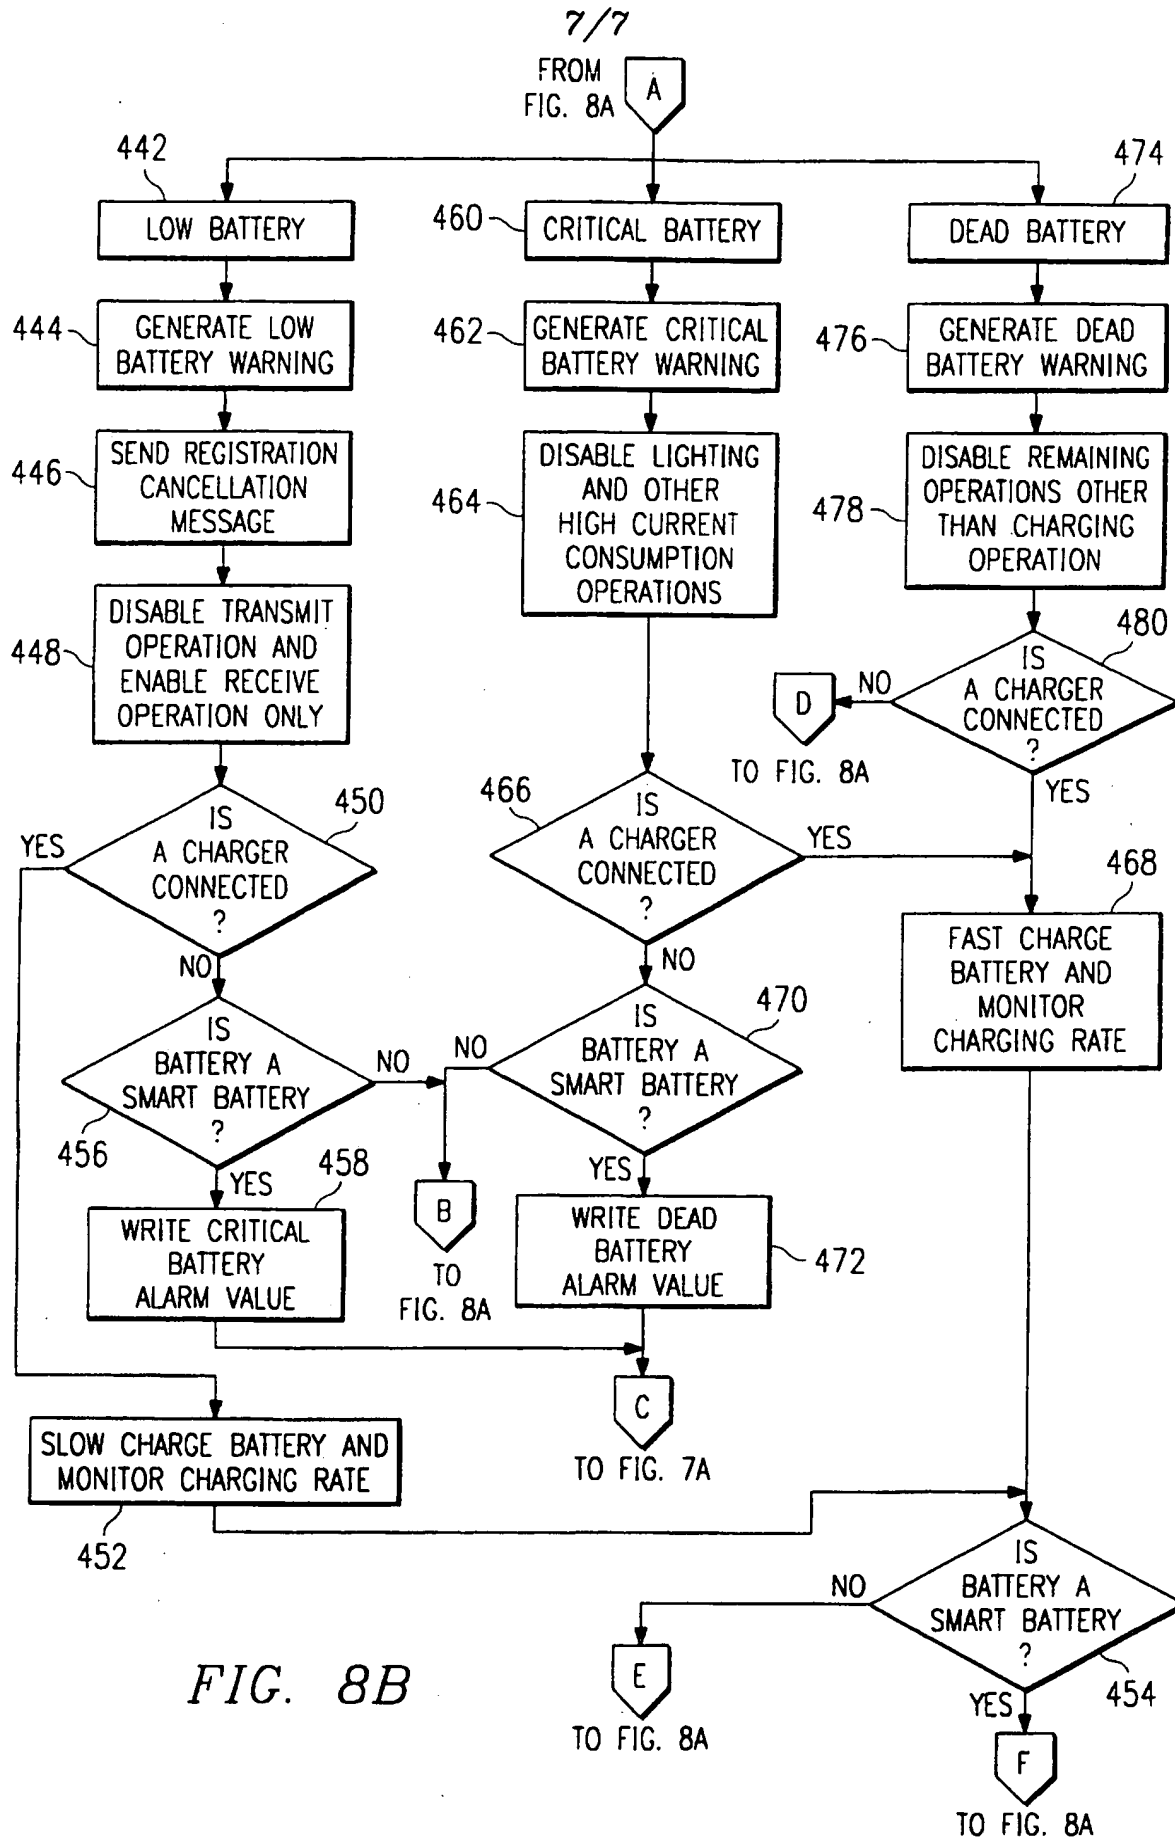 7/7
FROM
FIG. 8A
A
442
LOW BATTERY
460
CRITICAL BATTERY
474
DEAD BATTERY
444
GENERATE LOW
BATTERY WARNING
462
GENERATE CRITICAL
BATTERY WARNING
476
GENERATE DEAD
BATTERY WARNING
446
SEND REGISTRATION
CANCELLATION
MESSAGE
464
DISABLE LIGHTING
AND OTHER
HIGH CURRENT
CONSUMPTION
OPERATIONS
478
DISABLE REMAINING
OPERATIONS OTHER
THAN CHARGING
OPERATION
448
DISABLE TRANSMIT
OPERATION AND
ENABLE RECEIVE
OPERATION ONLY
480
IS
A CHARGER
CONNECTED
?
NO
D
TO FIG. 8A
YES
450
YES
IS
A CHARGER
CONNECTED
?
NO
466
IS
A CHARGER
CONNECTED
?
YES
NO
468
FAST CHARGE
BATTERY AND
MONITOR
CHARGING RATE
456
IS
BATTERY A
SMART BATTERY
?
NO
YES
470
IS
BATTERY A
SMART BATTERY
?
NO
YES
B
TO
FIG. 8A
458
WRITE CRITICAL
BATTERY
ALARM VALUE
472
WRITE DEAD
BATTERY
ALARM VALUE
C
TO FIG. 7A
SLOW CHARGE BATTERY AND
MONITOR CHARGING RATE
452
IS
BATTERY A
SMART BATTERY
?
454
NO
E
TO FIG. 8A
YES
F
TO FIG. 8A
FIG. 8B